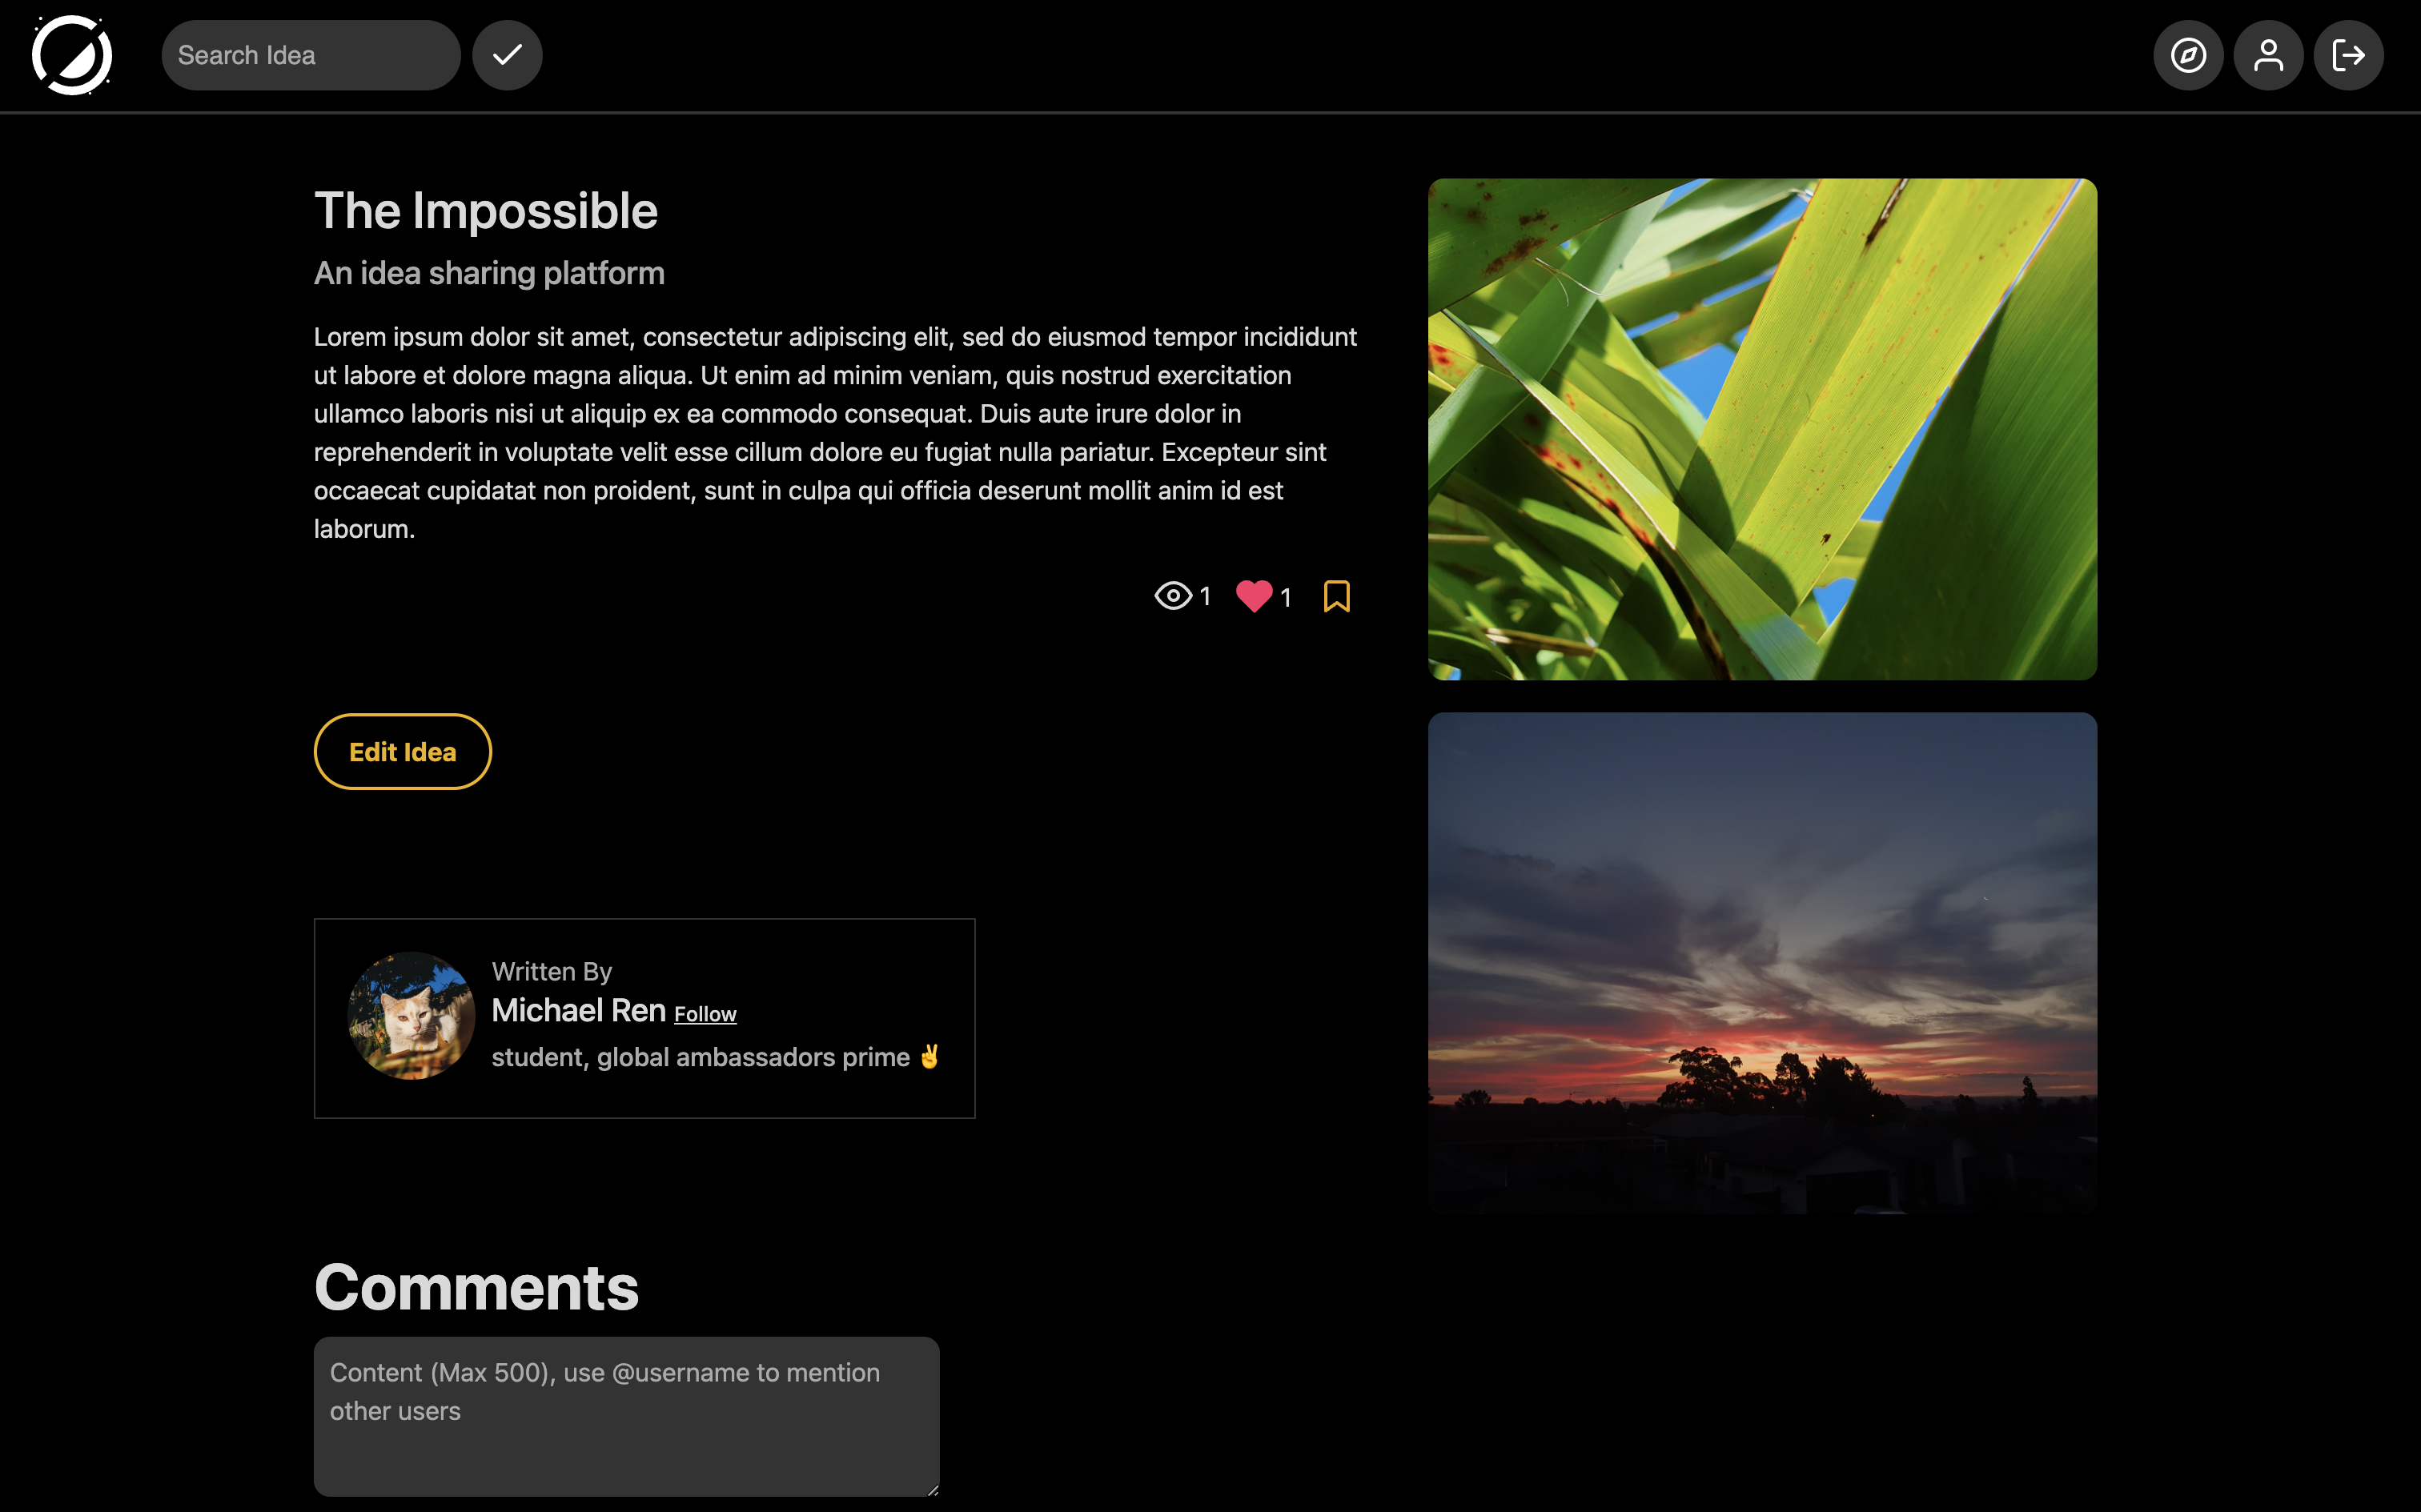 Search Idea
The Impossible
An idea sharing platform
Lorem ipsum dolor sit amet, consectetur adipiscing elit, sed do eiusmod tempor incididunt
ut labore et dolore magna aliqua. Ut enim ad minim veniam, quis nostrud exercitation
ullamco laboris nisi ut aliquip ex ea commodo consequat. Duis aute irure dolor in
reprehenderit in voluptate velit esse cillum dolore eu fugiat nulla pariatur. Excepteur sint
occaecat cupidatat non proident, sunt in culpa qui officia deserunt mollit anim id est
laborum.
1 1
Edit Idea
Written By
Michael Ren Follow
student, global ambassadors prime ✌️
Comments
Content (Max 500), use @username to mention
other users